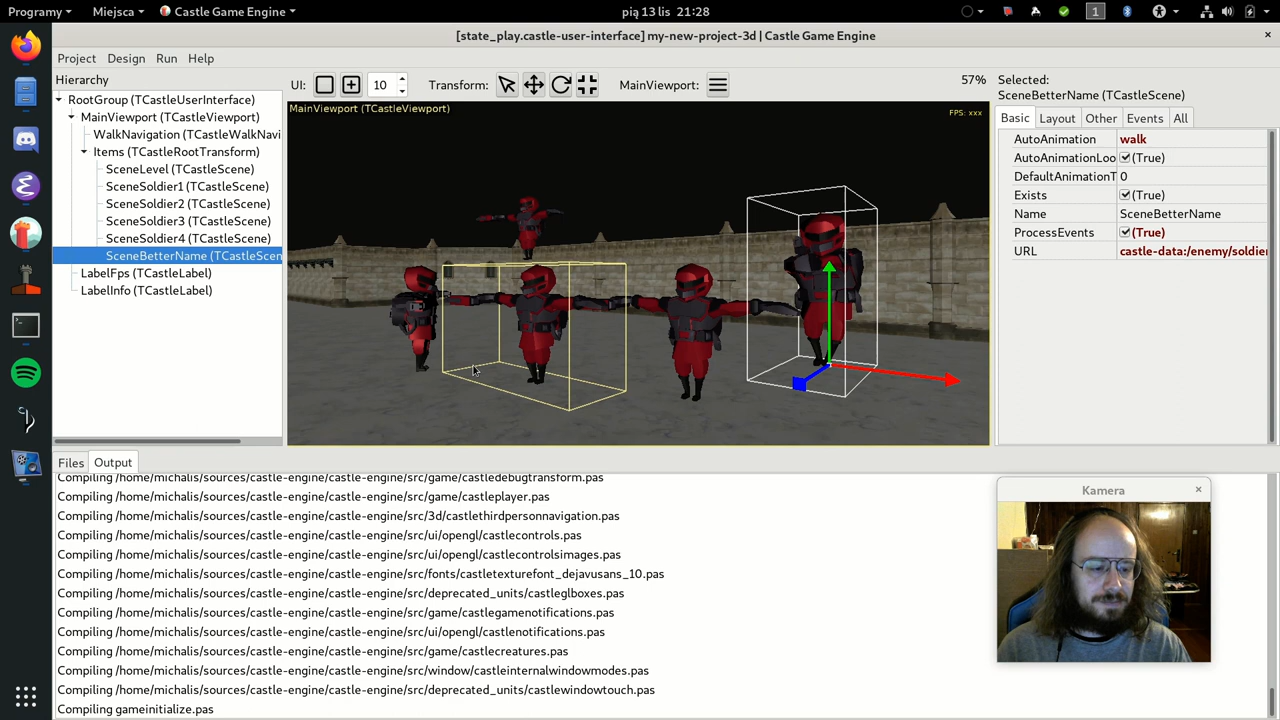 Programy Miejsca Castle Game Engine pią 13 lis 21:28 1
[state_play.castle-user-interface] my-new-project-3d | Castle Game Engine ×
Project Design Run Help
Hierarchy
RootGroup (TCastleUserInterface)
MainViewport (TCastleViewport)
WalkNavigation (TCastleWalkNavi
Items (TCastleRootTransform)
SceneLevel (TCastleScene)
SceneSoldier1 (TCastleScene)
SceneSoldier2 (TCastleScene)
SceneSoldier3 (TCastleScene)
SceneSoldier4 (TCastleScene)
SceneBetterName (TCastleScen
LabelFps (TCastleLabel)
LabelInfo (TCastleLabel)
UI: 10 Transform: MainViewport: 57%
MainViewport (TCastleViewport) FPS: xxx
Selected:
SceneBetterName (TCastleScene)
Basic Layout Other Events All
AutoAnimation walk
AutoAnimationLoo (True)
DefaultAnimationT 0
Exists (True)
Name SceneBetterName
ProcessEvents (True)
URL castle-data:/enemy/soldier
Files Output
Compiling /home/michalis/sources/castle-engine/castle-engine/src/game/castledebugtransform.pas
Compiling /home/michalis/sources/castle-engine/castle-engine/src/game/castleplayer.pas
Compiling /home/michalis/sources/castle-engine/castle-engine/src/3d/castlethirdpersonnavigation.pas
Compiling /home/michalis/sources/castle-engine/castle-engine/src/ui/opengl/castlecontrols.pas
Compiling /home/michalis/sources/castle-engine/castle-engine/src/ui/opengl/castlecontrolsimages.pas
Compiling /home/michalis/sources/castle-engine/castle-engine/src/fonts/castletexturefont_dejavusans_10.pas
Compiling /home/michalis/sources/castle-engine/castle-engine/src/deprecated_units/castleglboxes.pas
Compiling /home/michalis/sources/castle-engine/castle-engine/src/game/castlegamenotifications.pas
Compiling /home/michalis/sources/castle-engine/castle-engine/src/ui/opengl/castlenotifications.pas
Compiling /home/michalis/sources/castle-engine/castle-engine/src/game/castlecreatures.pas
Compiling /home/michalis/sources/castle-engine/castle-engine/src/window/castleinternalwindowmodes.pas
Compiling /home/michalis/sources/castle-engine/castle-engine/src/deprecated_units/castlewindowtouch.pas
Compiling gameinitialize.pas
Kamera ×